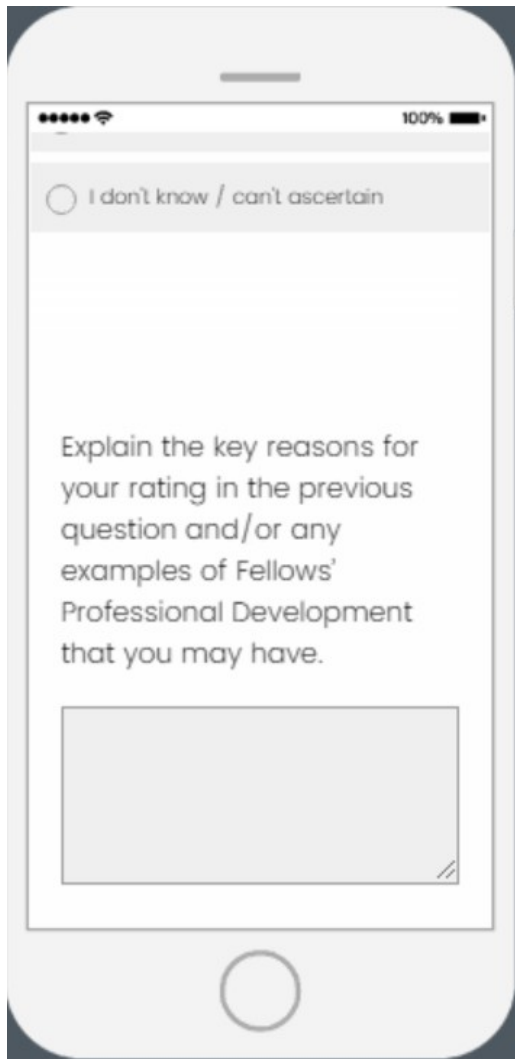 100%
I don't know / can't ascertain
Explain the key reasons for
your rating in the previous
question and/or any
examples of Fellows'
Professional Development
that you may have.